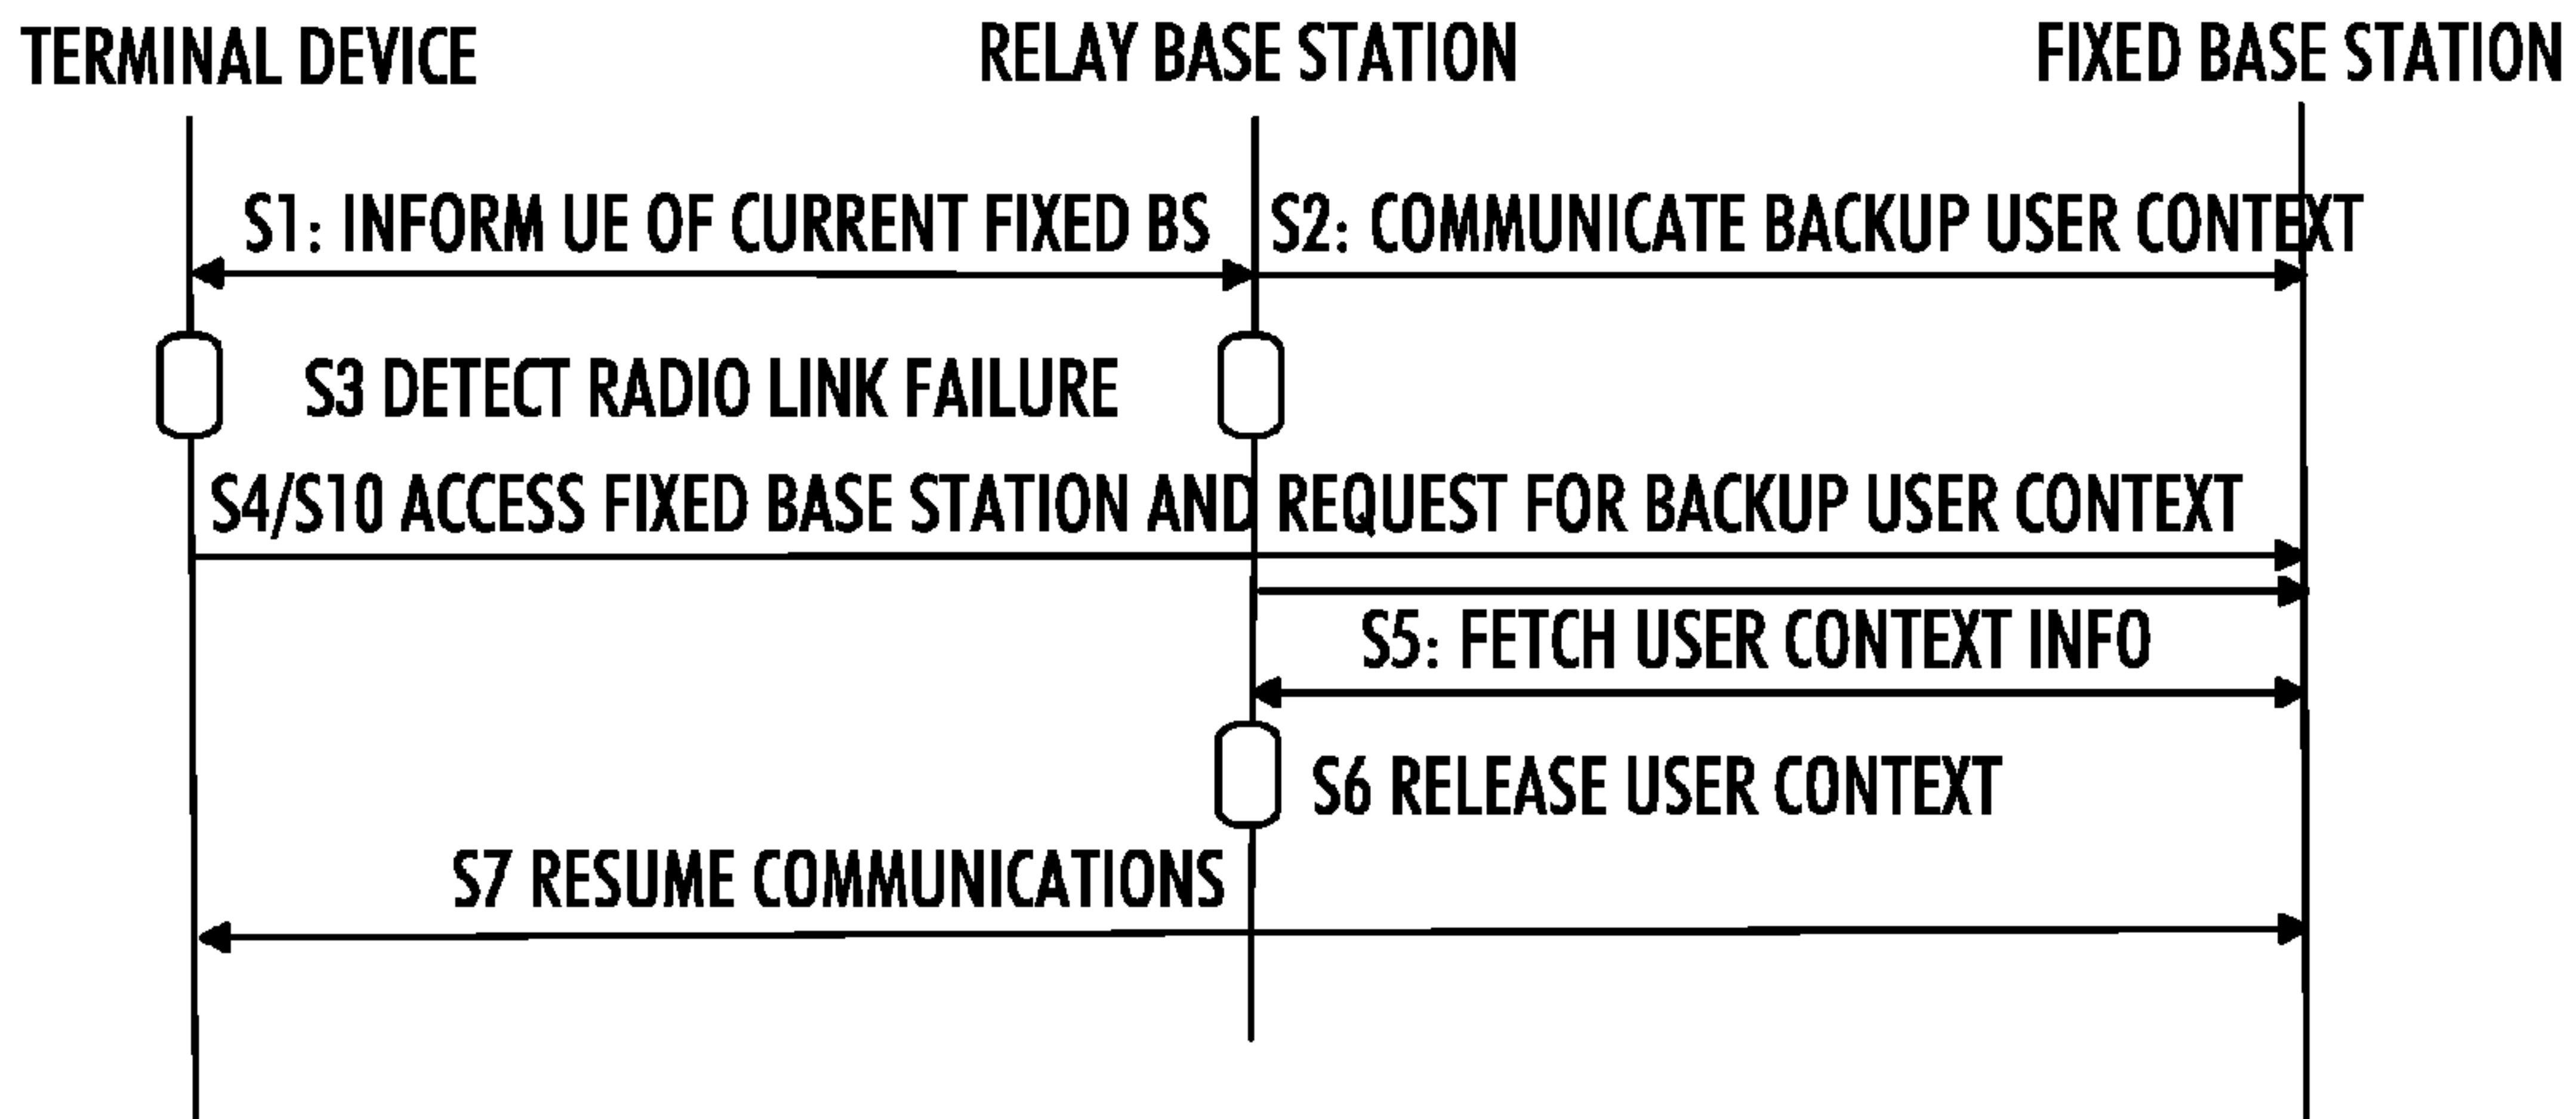 TERMINAL DEVICE
RELAY BASE STATION
FIXED BASE STATION
S1: INFORM UE OF CURRENT FIXED BS
S2: COMMUNICATE BACKUP USER CONTEXT
S3 DETECT RADIO LINK FAILURE
S4/S10 ACCESS FIXED BASE STATION AND REQUEST FOR BACKUP USER CONTEXT
S5: FETCH USER CONTEXT INFO
S6 RELEASE USER CONTEXT
S7 RESUME COMMUNICATIONS